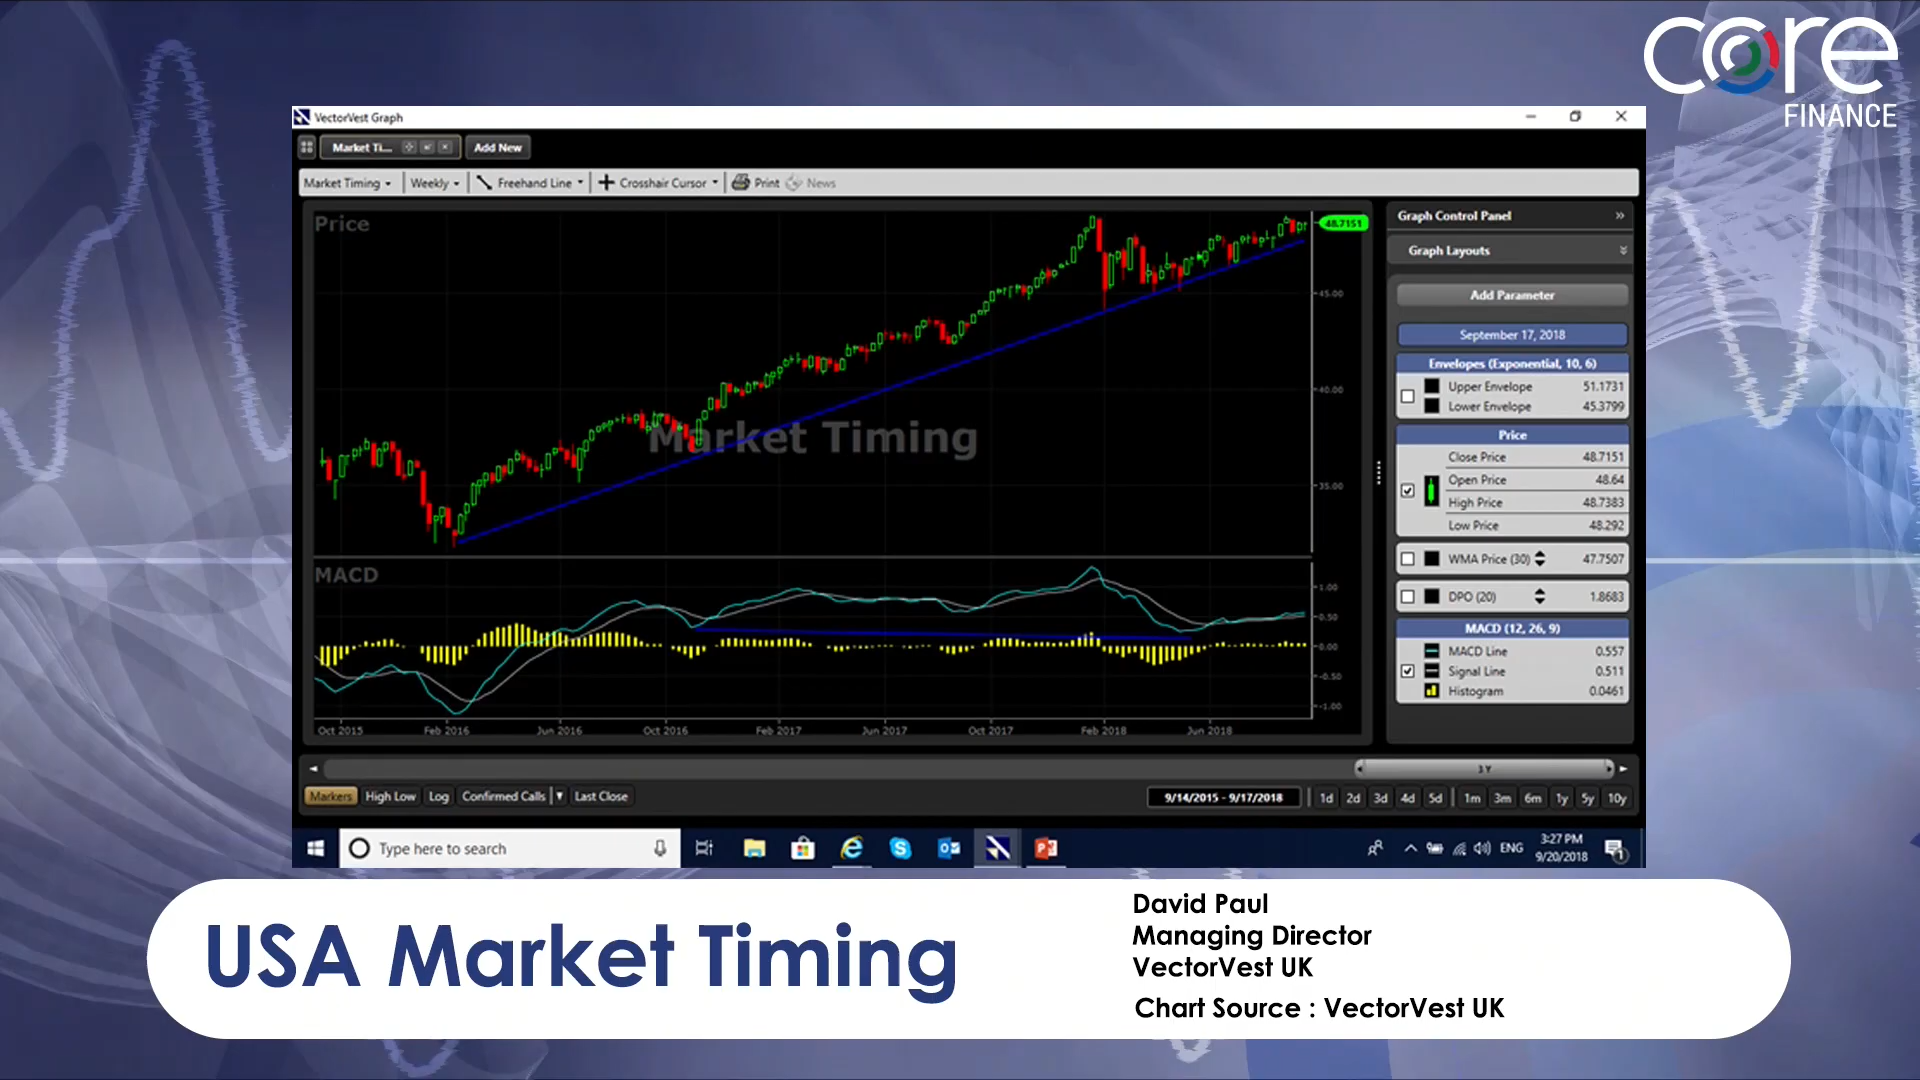 core
FINANCE
VectorVest Graph
Market Ti...
Add New
Market Timing
Weekly
Freehand Line
Crosshair Cursor
Print
News
Price
48.7151
45.00
40.00
35.00
Market Timing
MACD
1.00
0.50
0.00
-0.50
-1.00
Oct 2015 Feb 2016 Jun 2016 Oct 2016 Feb 2017 Jun 2017 Oct 2017 Feb 2018 Jun 2018
Graph Control Panel
Graph Layouts
Add Parameter
September 17, 2018
Envelopes (Exponential, 10, 6)
Upper Envelope 51.1731
Lower Envelope 45.3799
Price
Close Price 48.7151
Open Price 48.64
High Price 48.7383
Low Price 48.292
WMA Price (30) 47.7507
DPO (20) 1.8683
MACD (12, 26, 9)
MACD Line 0.557
Signal Line 0.511
Histogram 0.0461
3 Y
Markers High Low Log Confirmed Calls Last Close
9/14/2015 - 9/17/2018 1d 2d 3d 4d 5d 1m 3m 6m 1y 5y 10y
Type here to search
ENG
3:27 PM
9/20/2018
1
USA Market Timing
David Paul
Managing Director
VectorVest UK
Chart Source : VectorVest UK